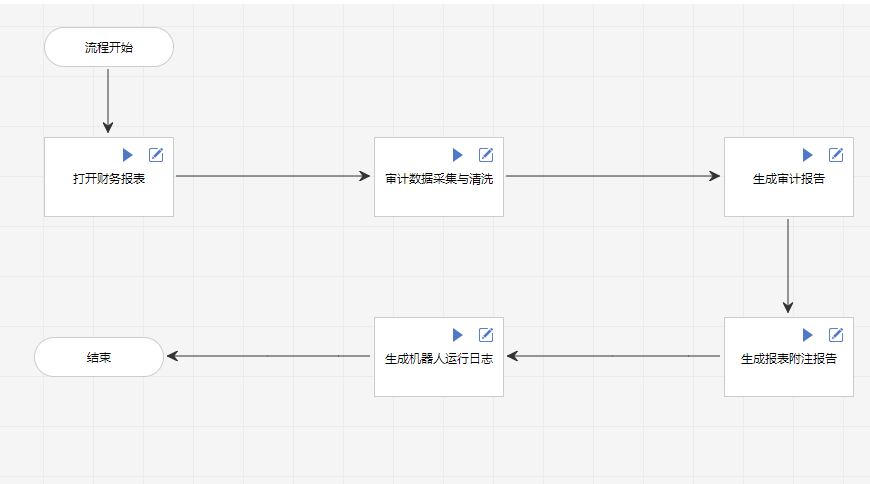 流程开始
打开财务报表
审计数据采集与清洗
生成审计报告
生成报表附注报告
生成机器人运行日志
结束